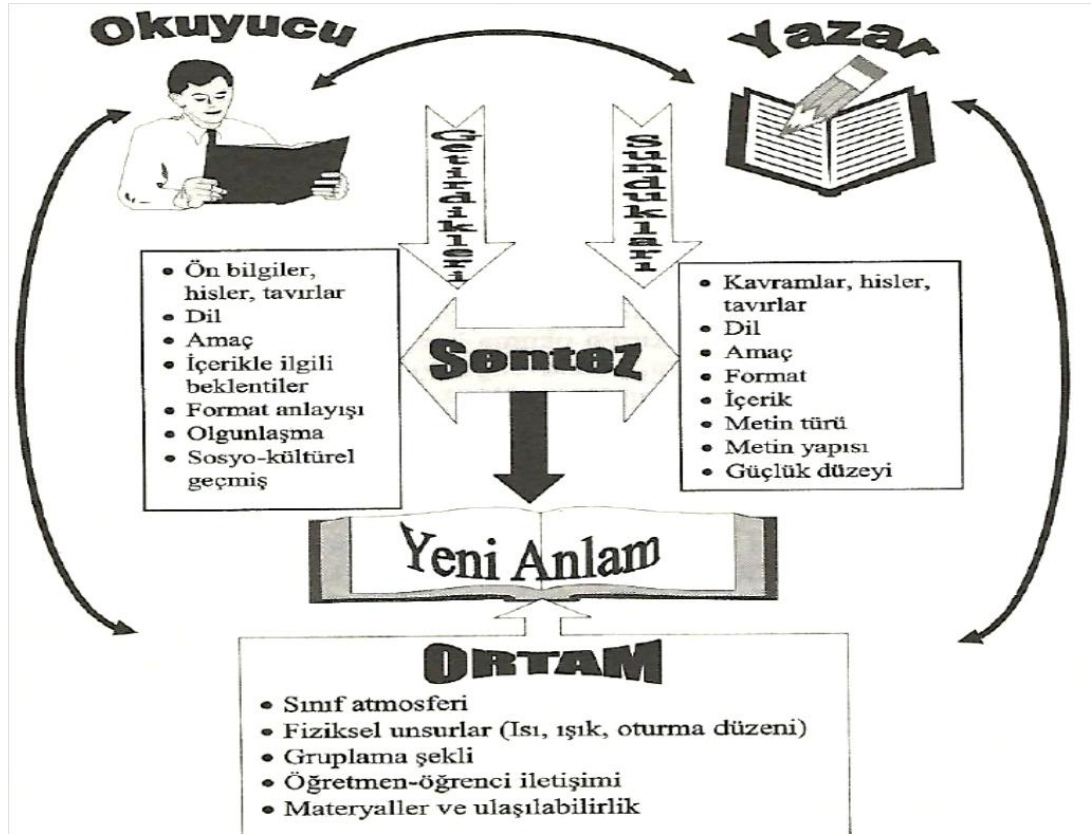 Okuyucu
Yazar
Getirdikleri
Sundukları
• Ön bilgiler,
hisler, tavırlar
• Dil
• Amaç
• İçerikle ilgili
beklentiler
• Format anlayışı
• Olgunlaşma
• Sosyo-kültürel
geçmiş
Sentez
• Kavramlar, hisler,
tavırlar
• Dil
• Amaç
• Format
• İçerik
• Metin türü
• Metin yapısı
• Güçlük düzeyi
Yeni Anlam
ORTAM
• Sınıf atmosferi
• Fiziksel unsurlar (Isı, ışık, oturma düzeni)
• Gruplama şekli
• Öğretmen-öğrenci iletişimi
• Materyaller ve ulaşılabilirlik